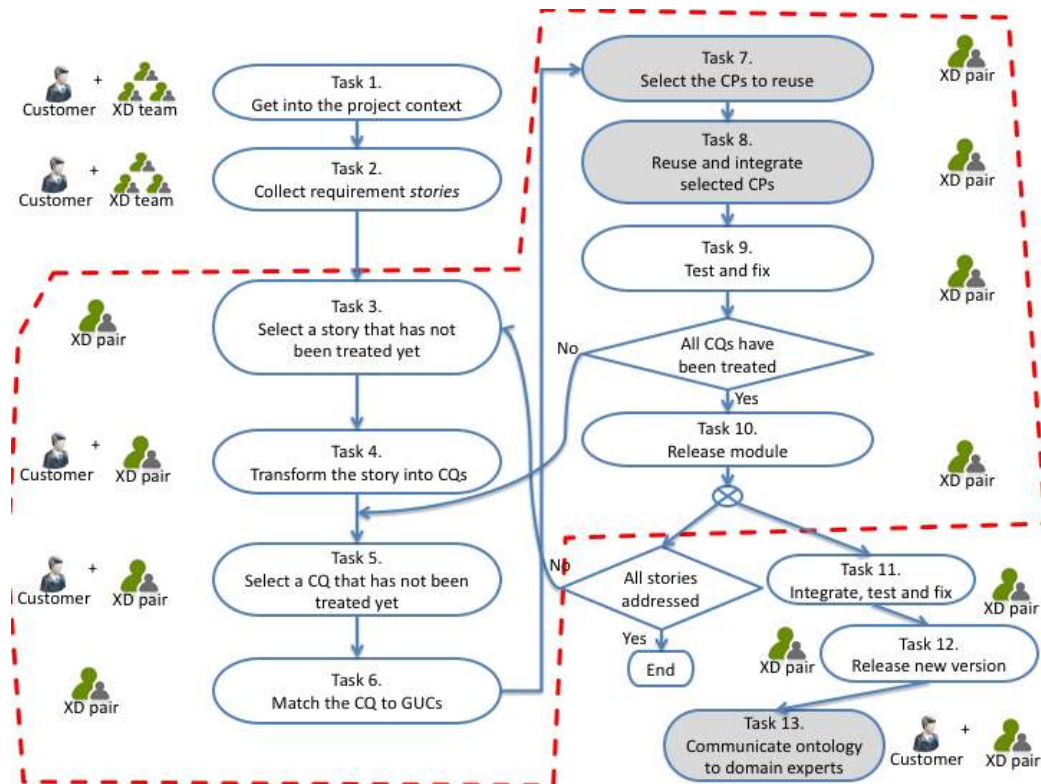 Customer
+
XD team
Task 1.
Get into the project context
Customer
+
XD team
Task 2.
Collect requirement stories
XD pair
Task 3.
Select a story that has not
been treated yet
Customer
+
XD pair
Task 4.
Transform the story into CQs
Customer
+
XD pair
Task 5.
Select a CQ that has not been
treated yet
XD pair
Task 6.
Match the CQ to GUCs
Task 7.
Select the CPs to reuse
XD pair
Task 8.
Reuse and integrate
selected CPs
XD pair
Task 9.
Test and fix
XD pair
No
All CQs have
been treated
Yes
Task 10.
Release module
XD pair
No
All stories
addressed
Yes
End
Task 11.
Integrate, test and fix
XD pair
XD pair
Task 12.
Release new version
Task 13.
Communicate ontology
to domain experts
Customer
+
XD pair